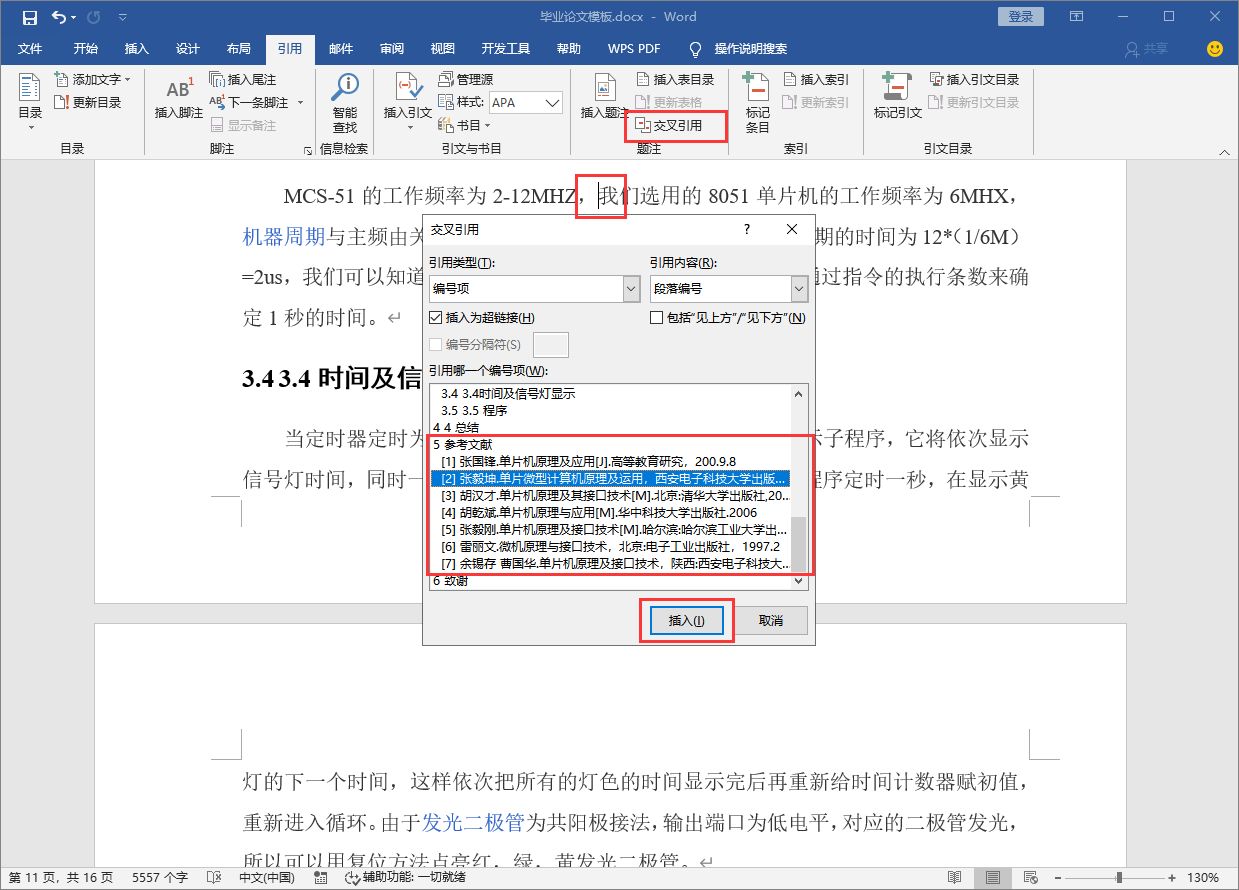 毕业论文模板.docx - Word
登录
文件 开始 插入 设计 布局 引用 邮件 审阅 视图 开发工具 帮助 WPS PDF 操作说明搜索 共享
目录
添加文字
更新目录
目录
AB1
插入脚注
插入尾注
下一条脚注
显示备注
脚注
智能
查找
信息检索
插入引文
管理源
样式: APA
书目
引文与书目
插入题注
插入表目录
更新表格
交叉引用
题注
标记
条目
插入索引
更新索引
索引
标记引文
插入引文目录
更新引文目录
引文目录
MCS-51 的工作频率为 2-12MHZ，我们选用的 8051 单片机的工作频率为 6MHX，
机器周期与主频由关
期的时间为 12*（1/6M）
=2us，我们可以知道
通过指令的执行条数来确
定 1 秒的时间。
3.4 3.4 时间及信
当定时器定时为
示子程序，它将依次显示
信号灯时间，同时一
程序定时一秒，在显示黄
交叉引用
?
引用类型(T):
引用内容(R):
编号项
段落编号
插入为超链接(H)
包括“见上方”/“见下方”(N)
编号分隔符(S)
引用哪一个编号项(W):
3.4 3.4时间及信号灯显示
3.5 3.5 程序
4 4 总结
5 参考文献
[1] 张国锋.单片机原理及应用[J].高等教育研究，200.9.8
[2] 张毅坤.单片微型计算机原理及运用，西安电子科技大学出版...
[3] 胡汉才.单片机原理及其接口技术[M].北京:清华大学出版社,20...
[4] 胡乾斌.单片机原理与应用[M].华中科技大学出版社.2006
[5] 张毅刚.单片机原理及接口技术[M].哈尔滨:哈尔滨工业大学出...
[6] 雷丽文.微机原理与接口技术，北京:电子工业出版社，1997.2
[7] 余锡存 曹国华.单片机原理及接口技术，陕西:西安电子科技大...
6 致谢
插入(I)
取消
灯的下一个时间，这样依次把所有的灯色的时间显示完后再重新给时间计数器赋初值，
重新进入循环。由于发光二极管为共阳极接法，输出端口为低电平，对应的二极管发光，
所以可以用复位方法点亮红，绿，黄发光二极管。
第 11 页，共 16 页 5557 个字 中文(中国) 辅助功能: 一切就绪 130%